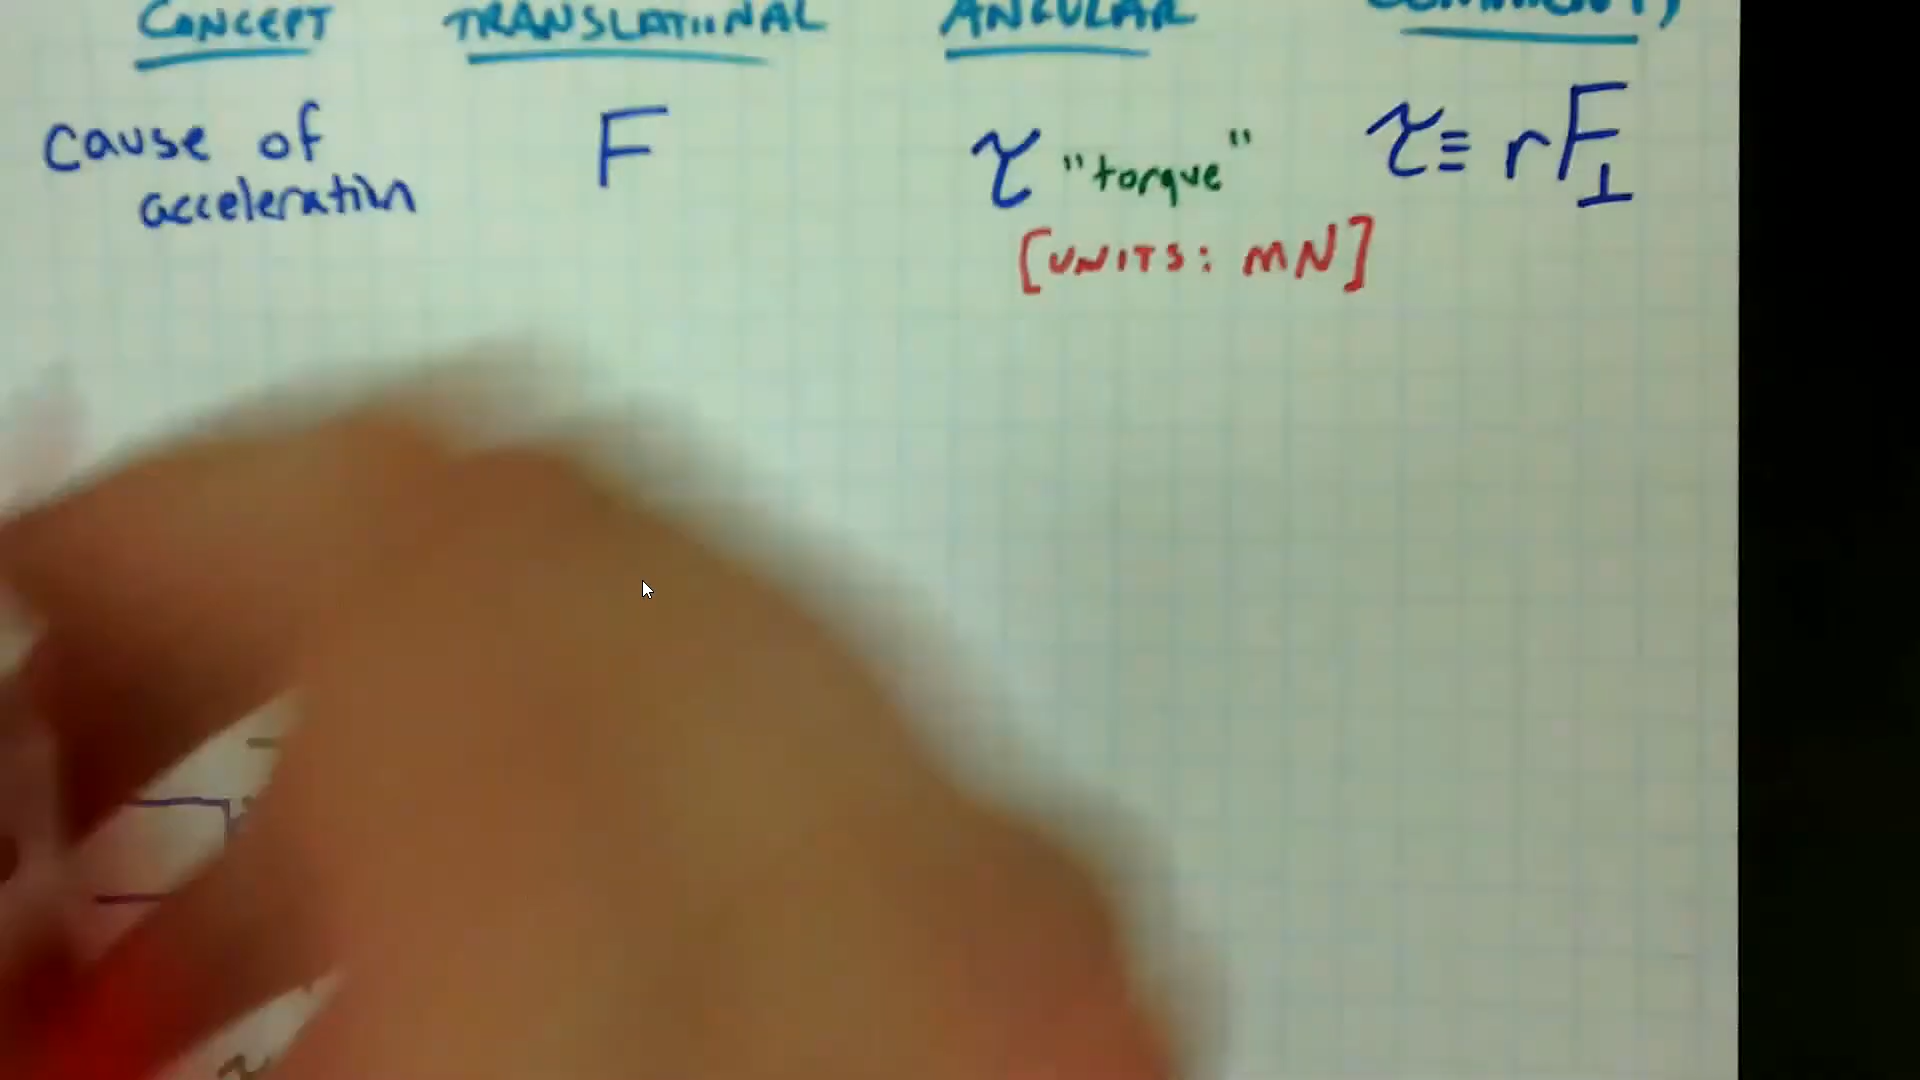 CONCEPT TRANSLATIONAL ANGULAR
cause of F τ "torque" τ≡ rF⊥
acceleration
[UNITS: mN]